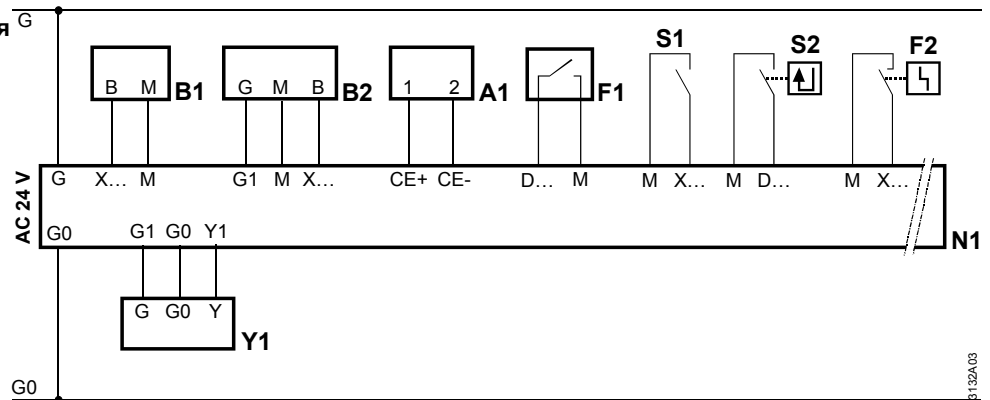 G
я
S1
S2
F2
B M
B1
G M B
B2
1 2
A1
F1
AC 24 V
G X... M G1 M X... CE+ CE- D... M M X... M D... M X...
G0 G1 G0 Y1
N1
G G0 Y
Y1
G0
3132A03